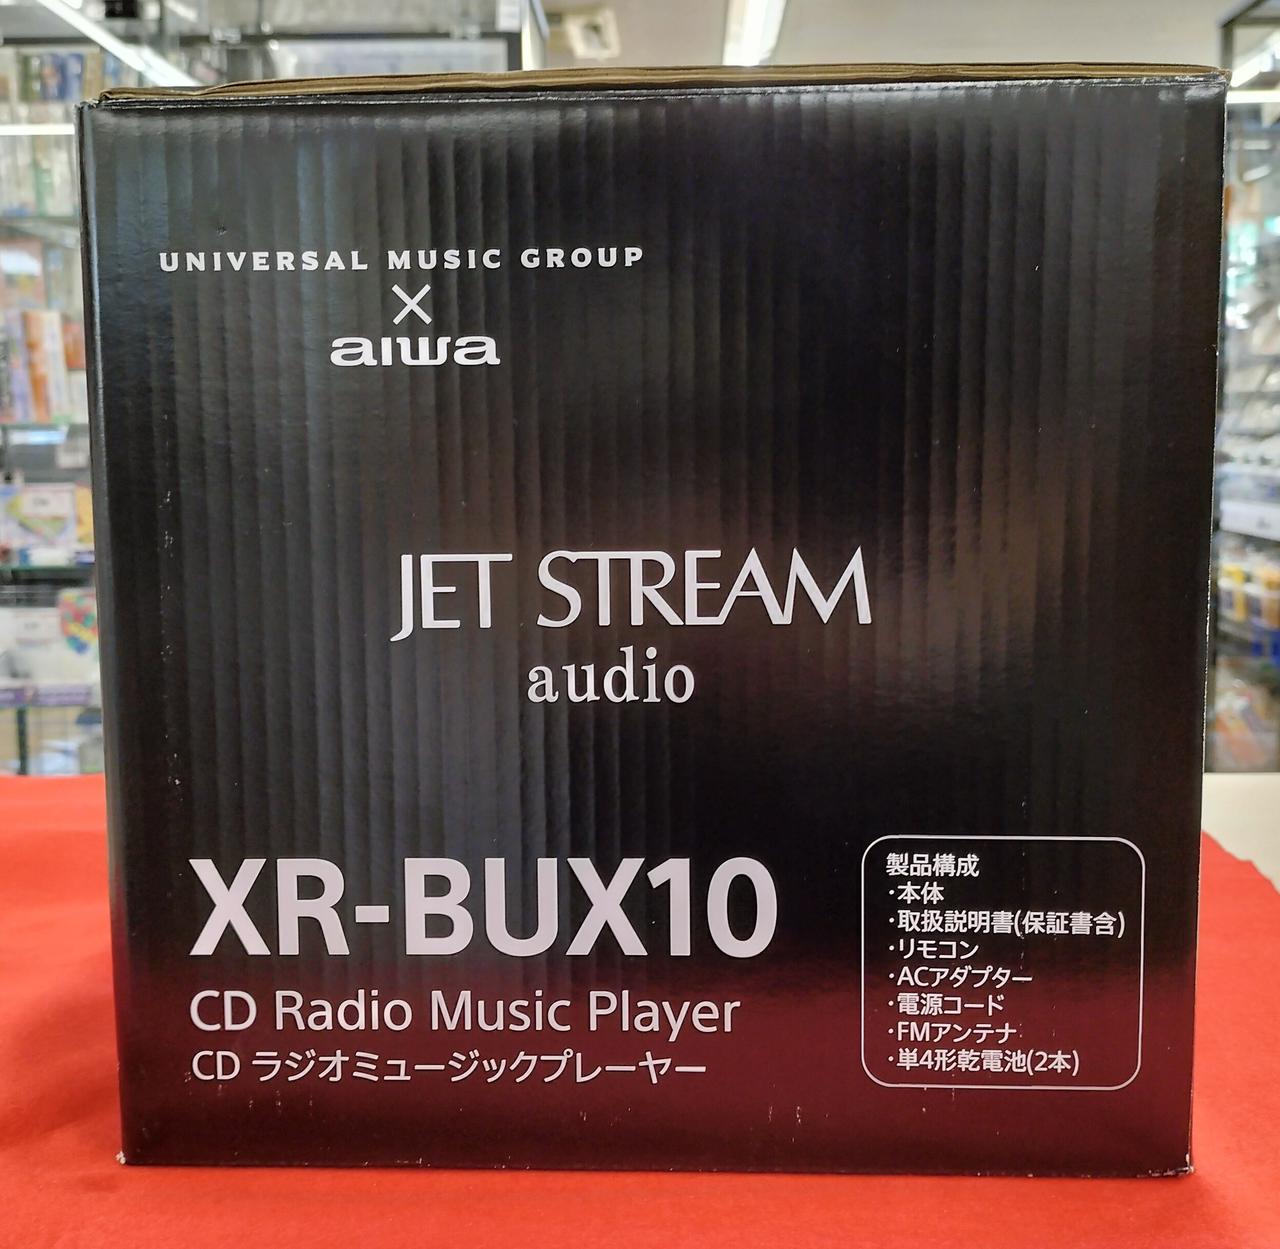 UNIVERSAL MUSIC GROUP
×
aiwa
JET STREAM
audio
XR-BUX10
CD Radio Music Player
CD ラジオミュージックプレーヤー
製品構成
・本体
・取扱説明書(保証書含)
・リモコン
・ACアダプター
・電源コード
・FMアンテナ
・単4形乾電池(2本)